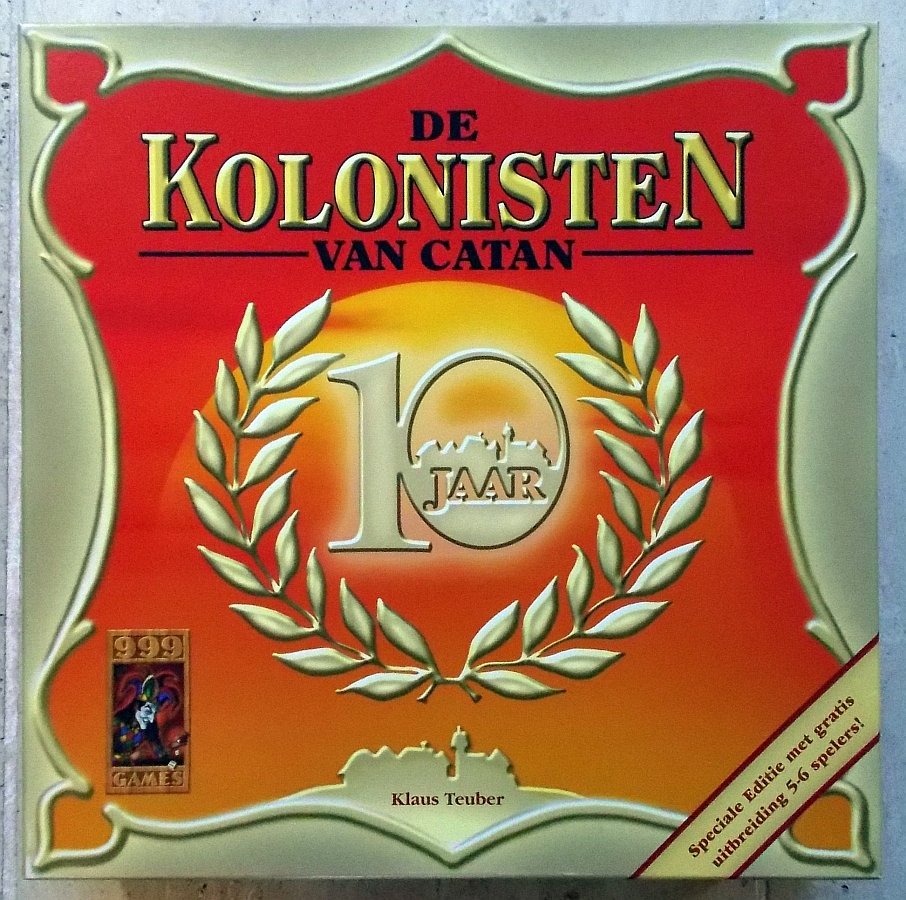 DE
KOLONISTEN
VAN CATAN
10
JAAR
999
GAMES
Klaus Teuber
Speciale Editie met gratis
uitbreiding 5-6 spelers!